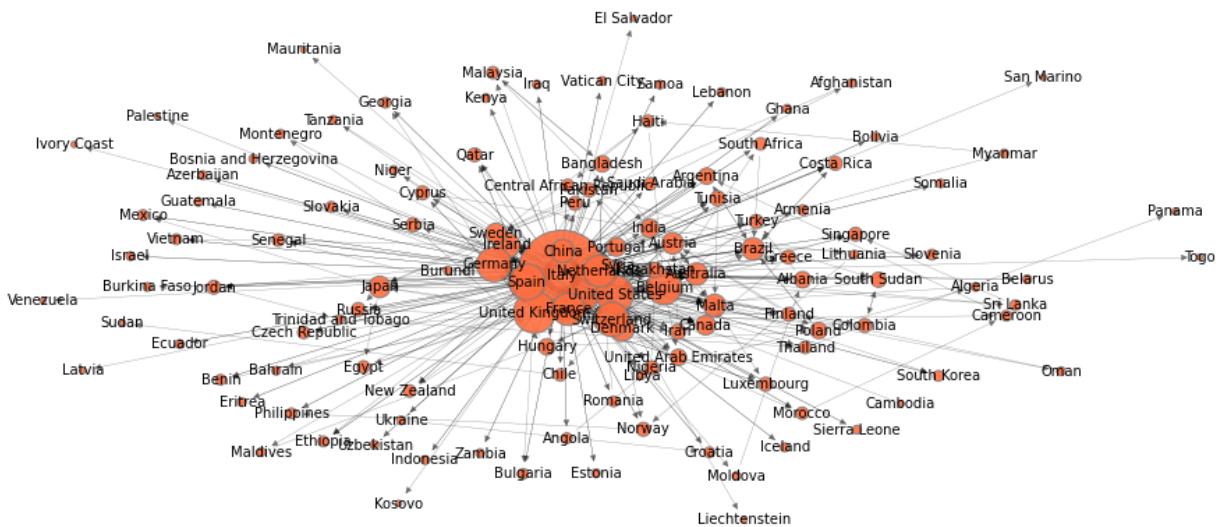 El Salvador
Mauritania
Malaysia
Iraq
Vatican City
Samoa
Lebanon
Afghanistan
San Marino
Kenya
Georgia
Ghana
Palestine
Tanzania
Haiti
Ivory Coast
Montenegro
South Africa
Bolivia
Bosnia and Herzegovina
Qatar
Bangladesh
Costa Rica
Myanmar
Azerbaijan
Niger
Central African Republic
Saudi Arabia
Argentina
Somalia
Cyprus
Pakistan
Tunisia
Guatemala
Slovakia
Peru
Armenia
Panama
Mexico
Serbia
India
Turkey
Vietnam
Senegal
Sweden
Ireland
China
Portugal
Austria
Brazil
Singapore
Israel
Germany
Syria
Greece
Lithuania
Slovenia
Togo
Burundi
Italy
Netherlands
Kazakhstan
Australia
Burkina Faso
Jordan
Japan
Spain
Belgium
Albania
South Sudan
Algeria
Belarus
Venezuela
United States
Russia
France
Malta
Sri Lanka
Sudan
Trinidad and Tobago
United Kingdom
Switzerland
Finland
Cameroon
Czech Republic
Denmark
Iran
Canada
Poland
Colombia
Ecuador
Hungary
Thailand
United Arab Emirates
Latvia
Benin
Bahrain
Egypt
Chile
Nigeria
Libya
Luxembourg
South Korea
Oman
Eritrea
New Zealand
Romania
Cambodia
Philippines
Ukraine
Morocco
Norway
Sierra Leone
Maldives
Ethiopia
Uzbekistan
Angola
Iceland
Indonesia
Zambia
Croatia
Bulgaria
Estonia
Moldova
Kosovo
Liechtenstein